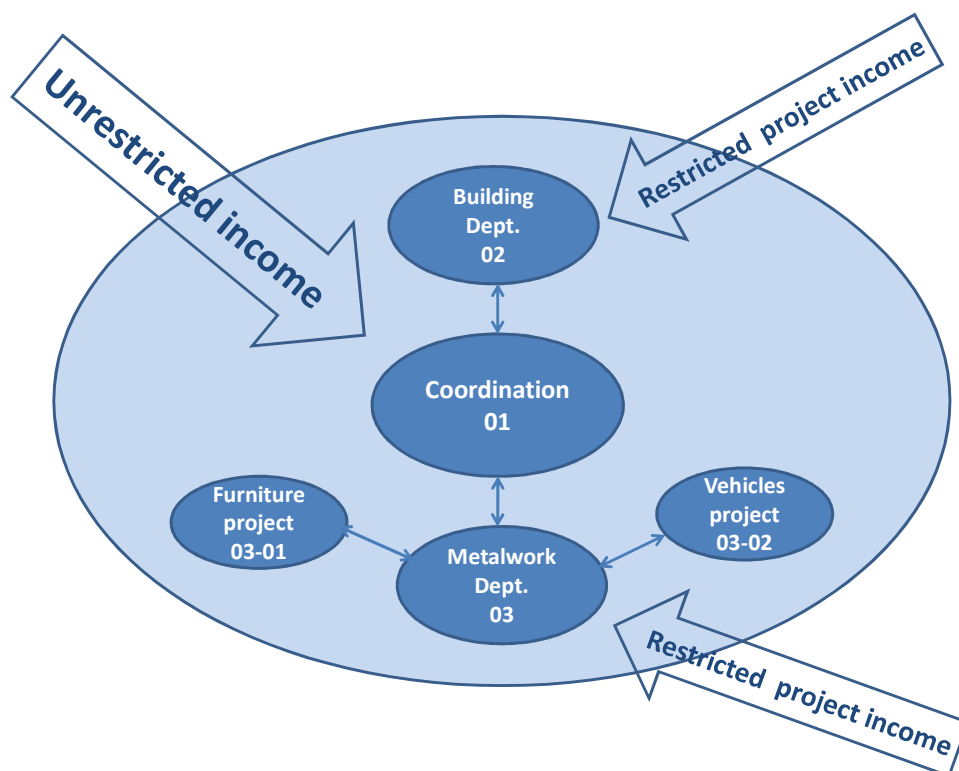 Unrestricted income
Restricted  project income
Building
Dept.
02
Coordination
01
Furniture
project
03-01
Vehicles
project
03-02
Metalwork
Dept.
03
Restricted  project income